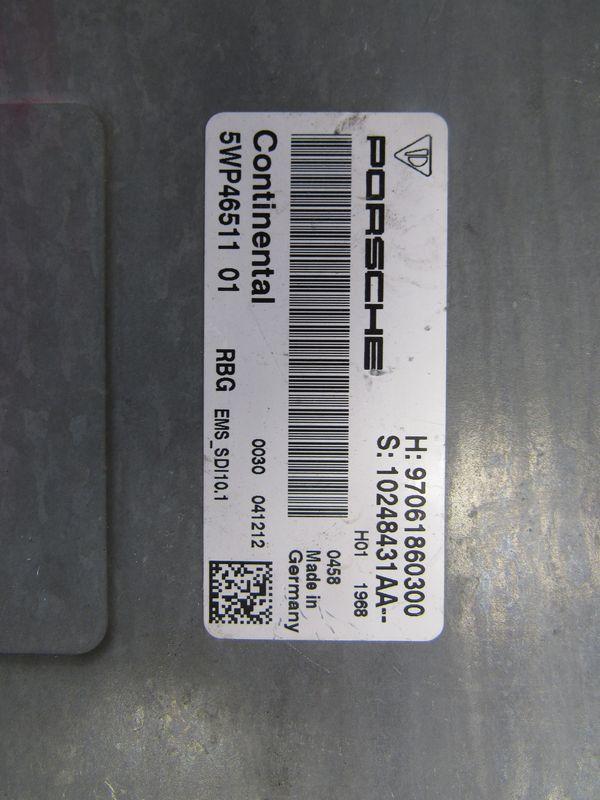 PORSCHE
H: 97061860300
S: 10248431AA--
H01 1968
0458
Made in
Germany
Continental
5WP46511 01
RBG EMS_SDI10.1
0030 041212